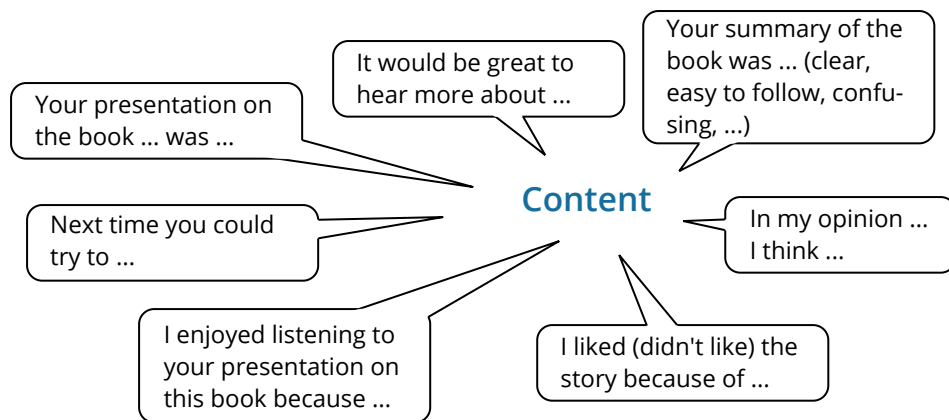 Your summary of the
book was ... (clear,
easy to follow, confu-
sing, ...)
It would be great to
hear more about ...
Your presentation on
the book ... was ...
Content
Next time you could
try to ...
In my opinion ...
I think ...
I enjoyed listening to
your presentation on
this book because ...
I liked (didn't like) the
story because of ...